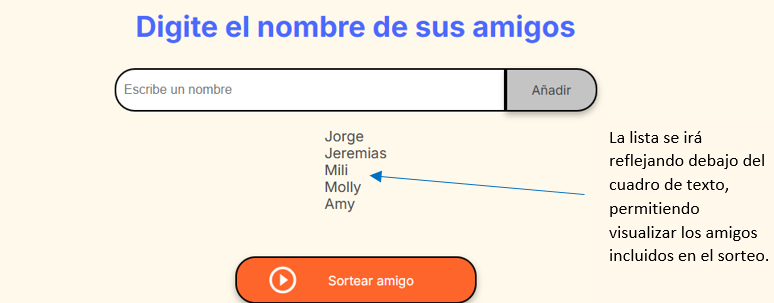 Digite el nombre de sus amigos
Escribe un nombre
Añadir
Jorge
Jeremias
Mili
Molly
Amy
La lista se irá
reflejando debajo del
cuadro de texto,
permitiendo
visualizar los amigos
incluidos en el sorteo.
Sortear amigo